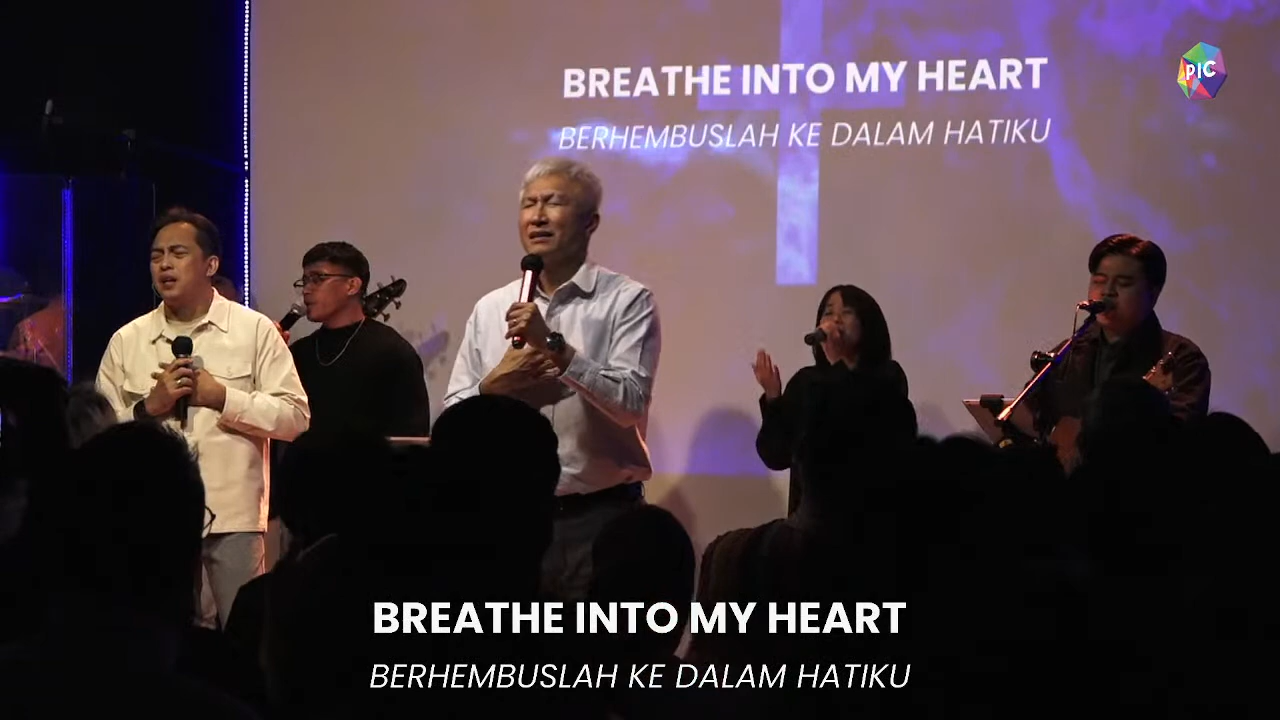 BREATHE INTO MY HEART
BERHEMBUSLAH KE DALAM HATIKU
PIC
BREATHE INTO MY HEART
BERHEMBUSLAH KE DALAM HATIKU